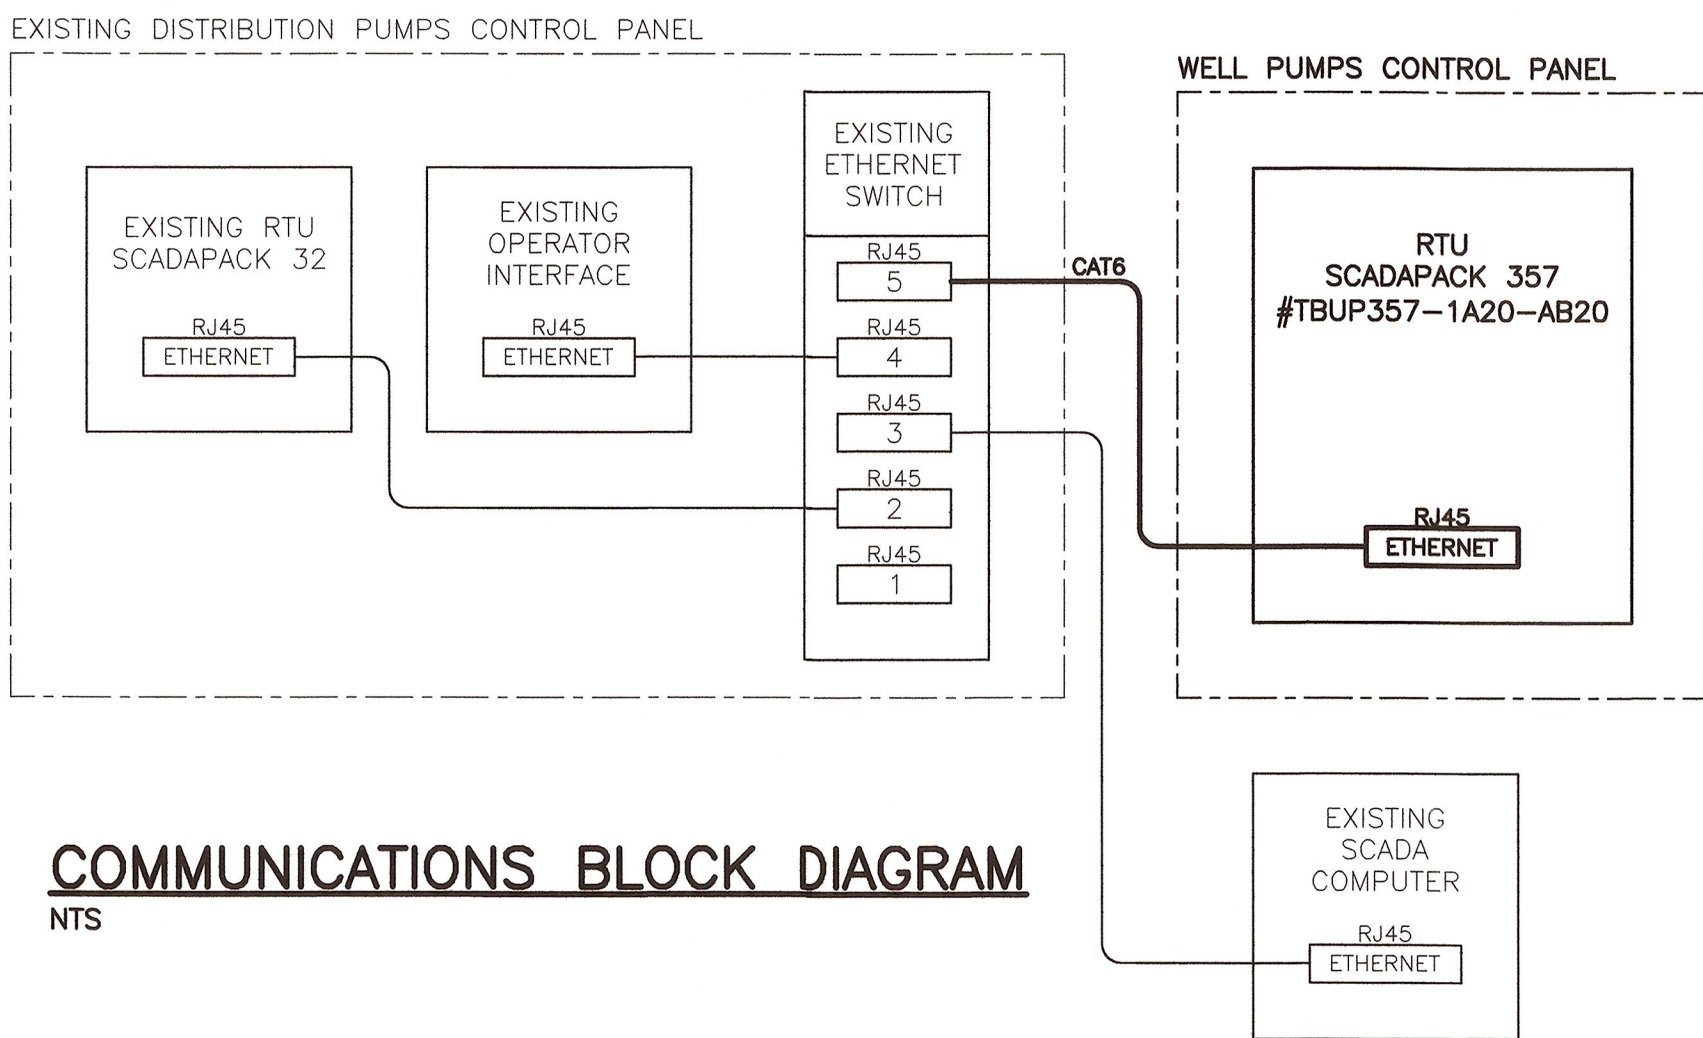 EXISTING DISTRIBUTION PUMPS CONTROL PANEL
WELL PUMPS CONTROL PANEL
EXISTING RTU
SCADAPACK 32
RJ45
ETHERNET
EXISTING
OPERATOR
INTERFACE
RJ45
ETHERNET
EXISTING
ETHERNET
SWITCH
RJ45
5
RJ45
4
RJ45
3
RJ45
2
RJ45
1
CAT6
RTU
SCADAPACK 357
#TBUP357-1A20-AB20
RJ45
ETHERNET
EXISTING
SCADA
COMPUTER
RJ45
ETHERNET
COMMUNICATIONS BLOCK DIAGRAM
NTS